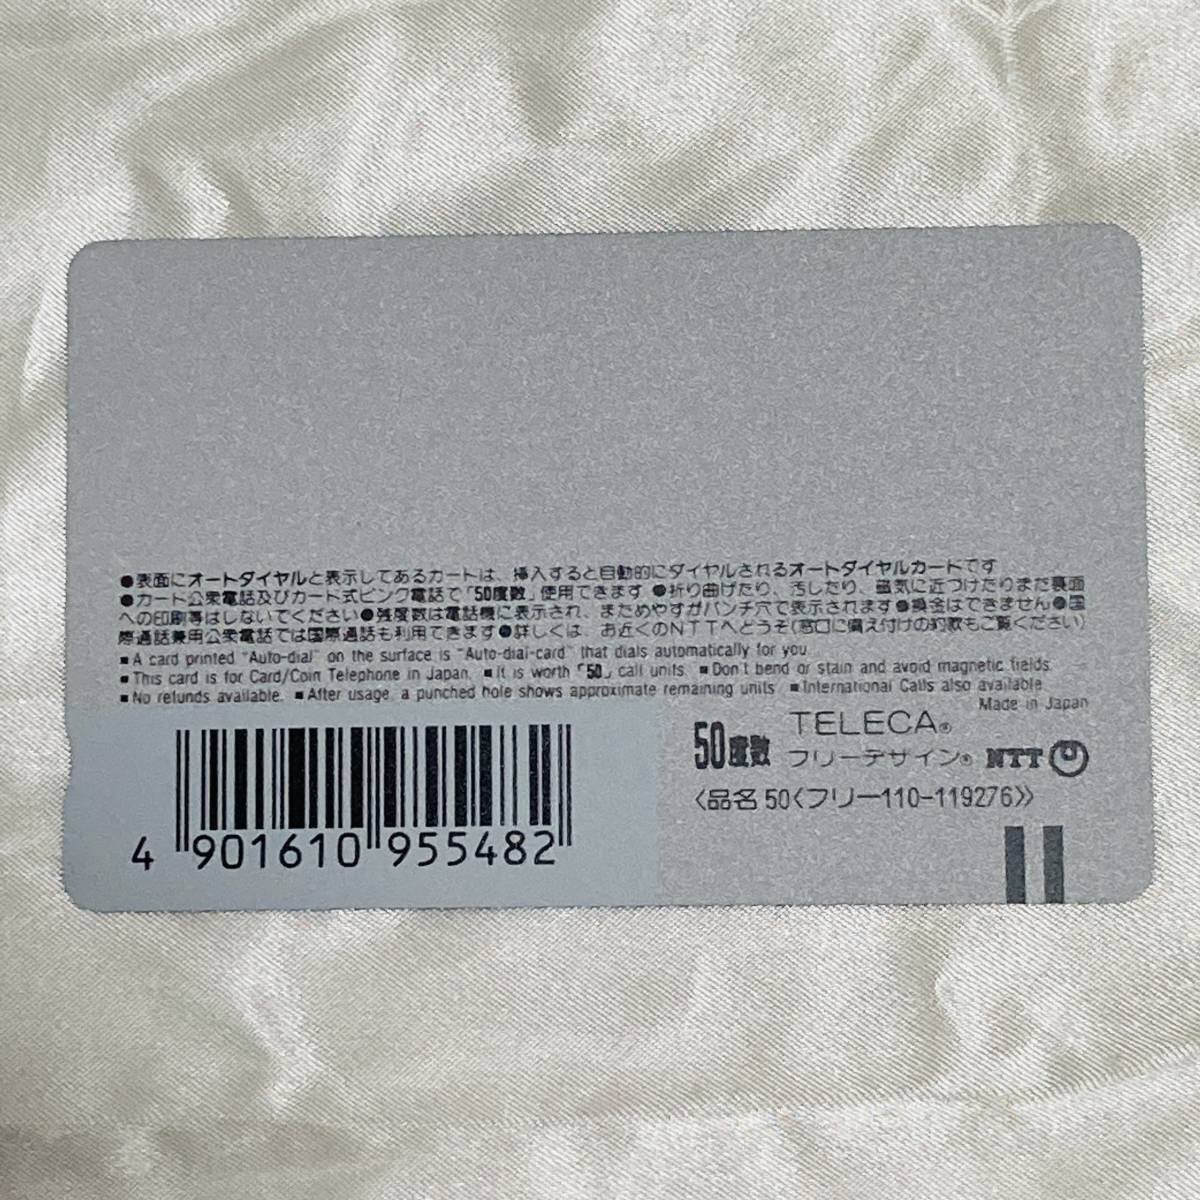 ●表面にオートダイヤルと表示してあるカートは、挿入すると自動的にダイヤルされるオートダイヤルカードです
●カード公衆電話及びカード式ピンク電話で「50度数」使用できます ●折り曲げたり、汚したり、磁気に近づけたりまた裏面
への印刷等はしないでください●残度数は電話機に表示され、まためやすがパンチ穴で表示されます●換金はできません●国
際通話兼用公衆電話では国際通話も利用できます●詳しくは、お近くのNTTへどうぞ(窓口に備え付けの約款もご覧ください)
■ A card printed "Auto-dial" on the surface is "Auto-dial-card" that dials automatically for you.
■ This card is for Card/Coin Telephone in Japan. ■ It is worth 「50」 call units. ■ Don't bend or stain and avoid magnetic fields.
■ No refunds available. ■ After usage, a punched hole shows approximate remaining units. ■ International Calls also available.
Made in Japan
50度数 TELECA®
フリーデザイン® NTT
〈品名 50〈フリー110-119276〉〉
4 901610 955482